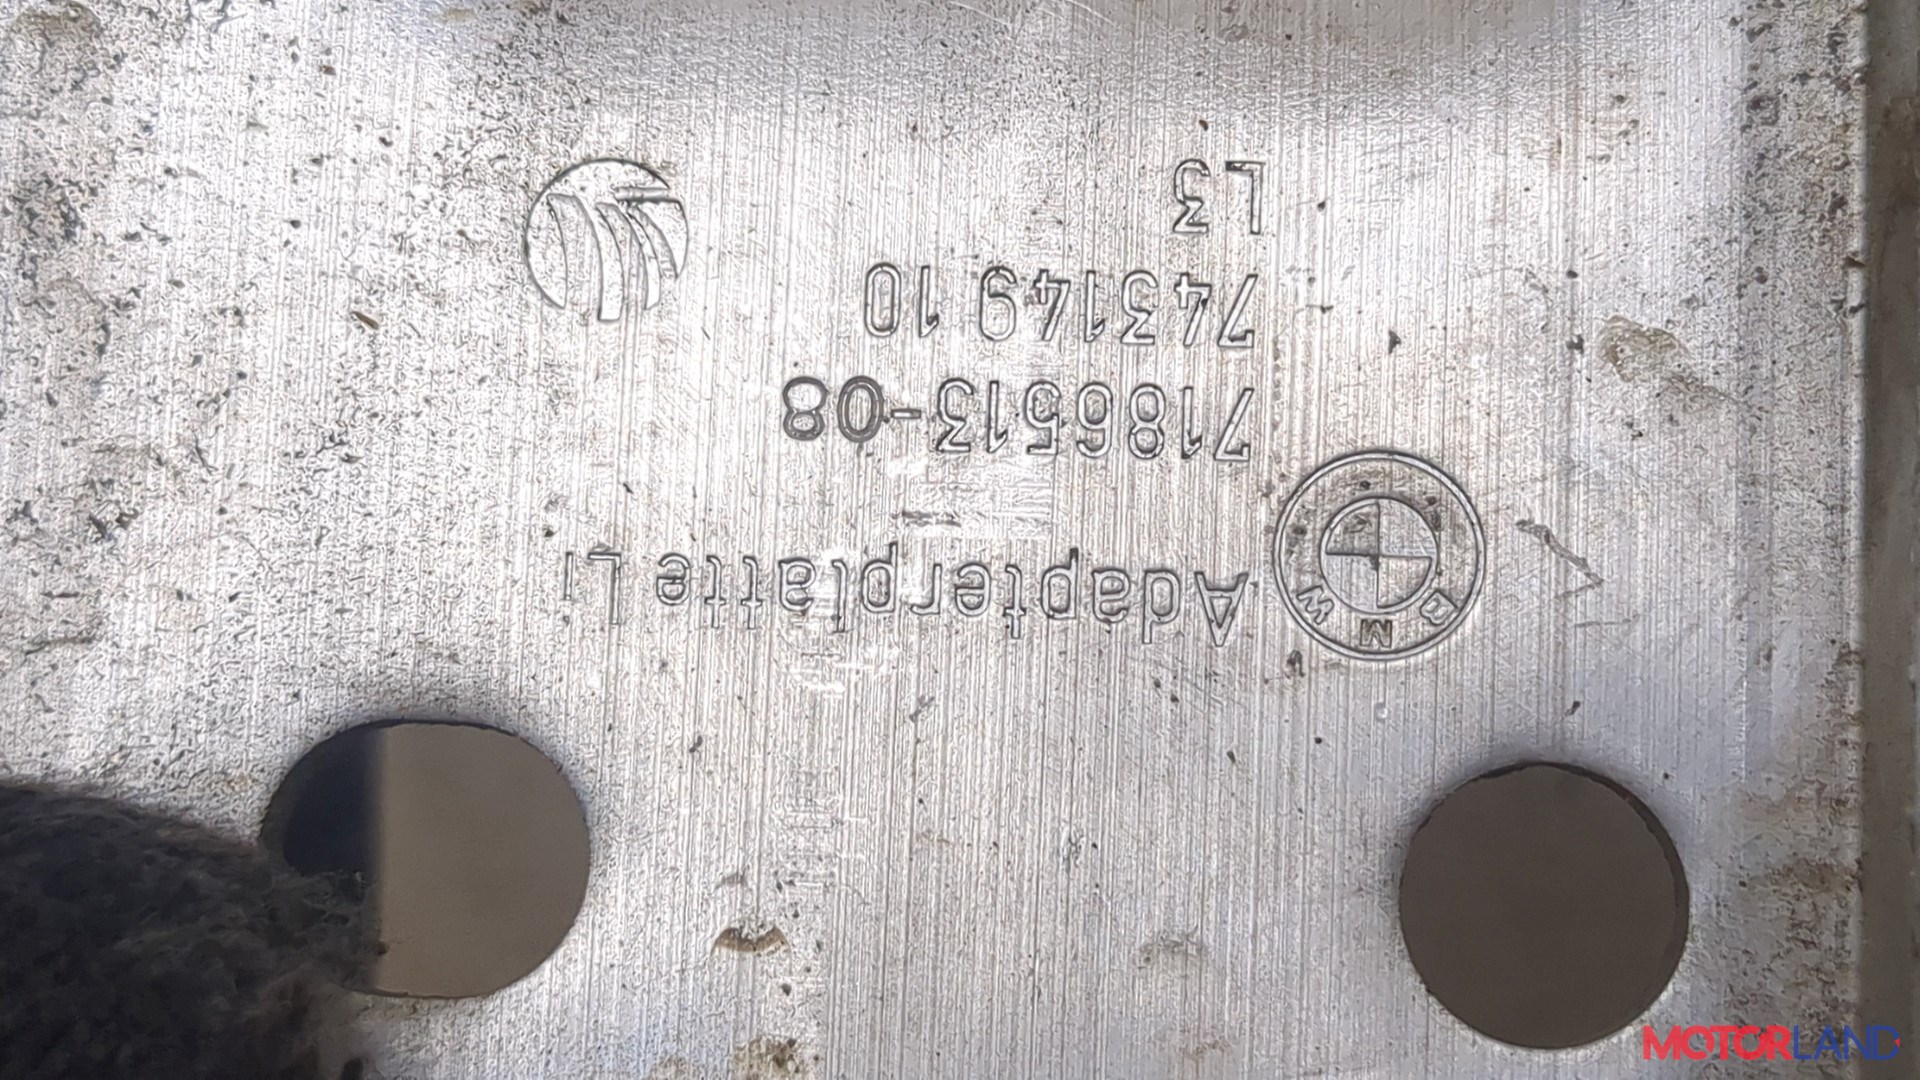 BMW
Adapterplatte Li
7186513-08
743149 10
L3
MOTORLAND